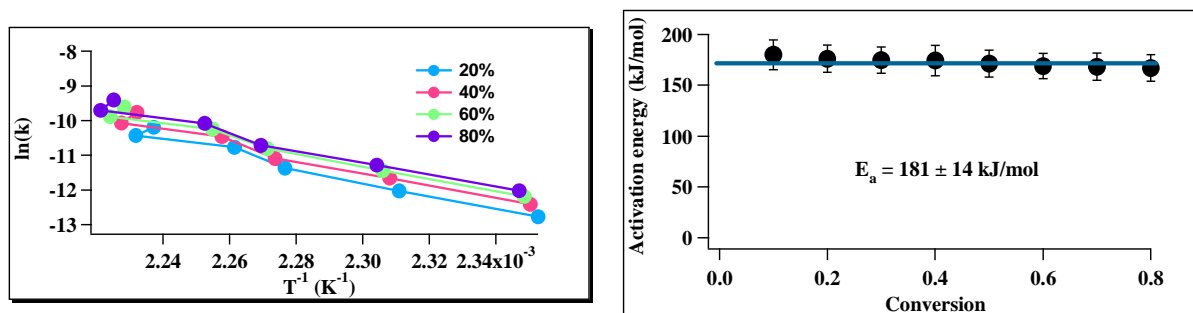 -8
-9
-10
-11
-12
-13
ln(k)
20%
40%
60%
80%
2.24 2.26 2.28 2.30 2.32 2.34x10⁻³
T⁻¹ (K⁻¹)
200
150
100
50
0
Activation energy (kJ/mol)
Eₐ = 181 ± 14 kJ/mol
0.0 0.2 0.4 0.6 0.8
Conversion